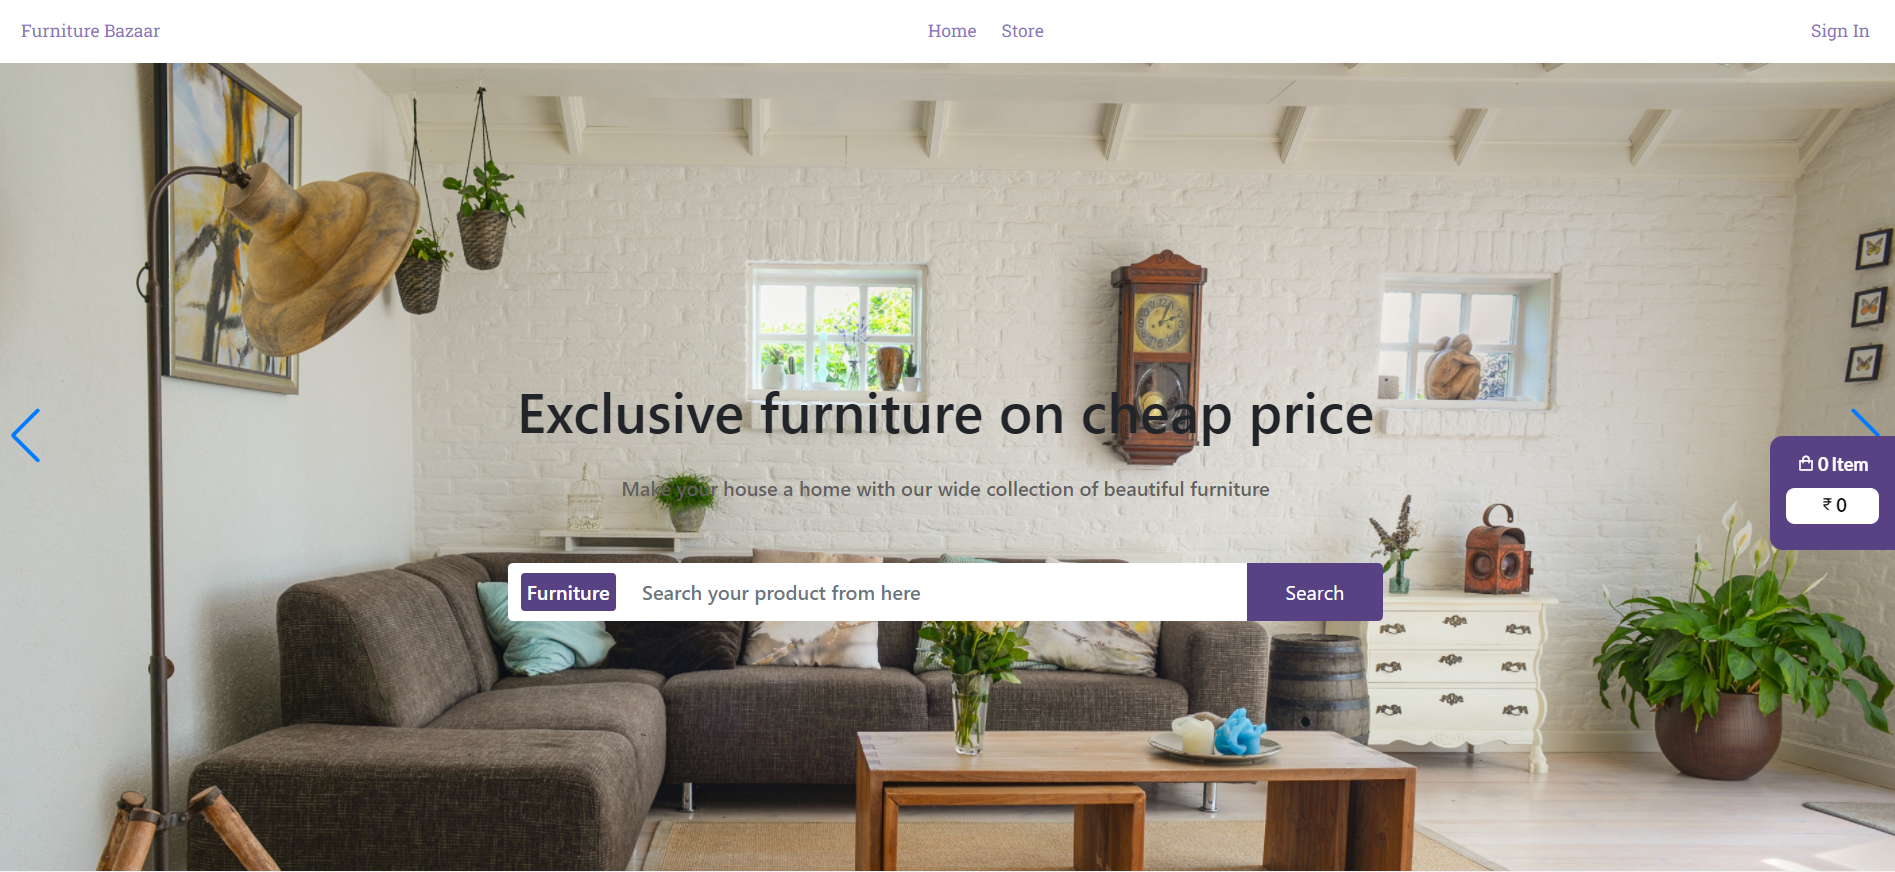 Furniture Bazaar
Home Store
Sign In
Exclusive furniture on cheap price
Make your house a home with our wide collection of beautiful furniture
0 Item
₹ 0
Furniture Search your product from here Search